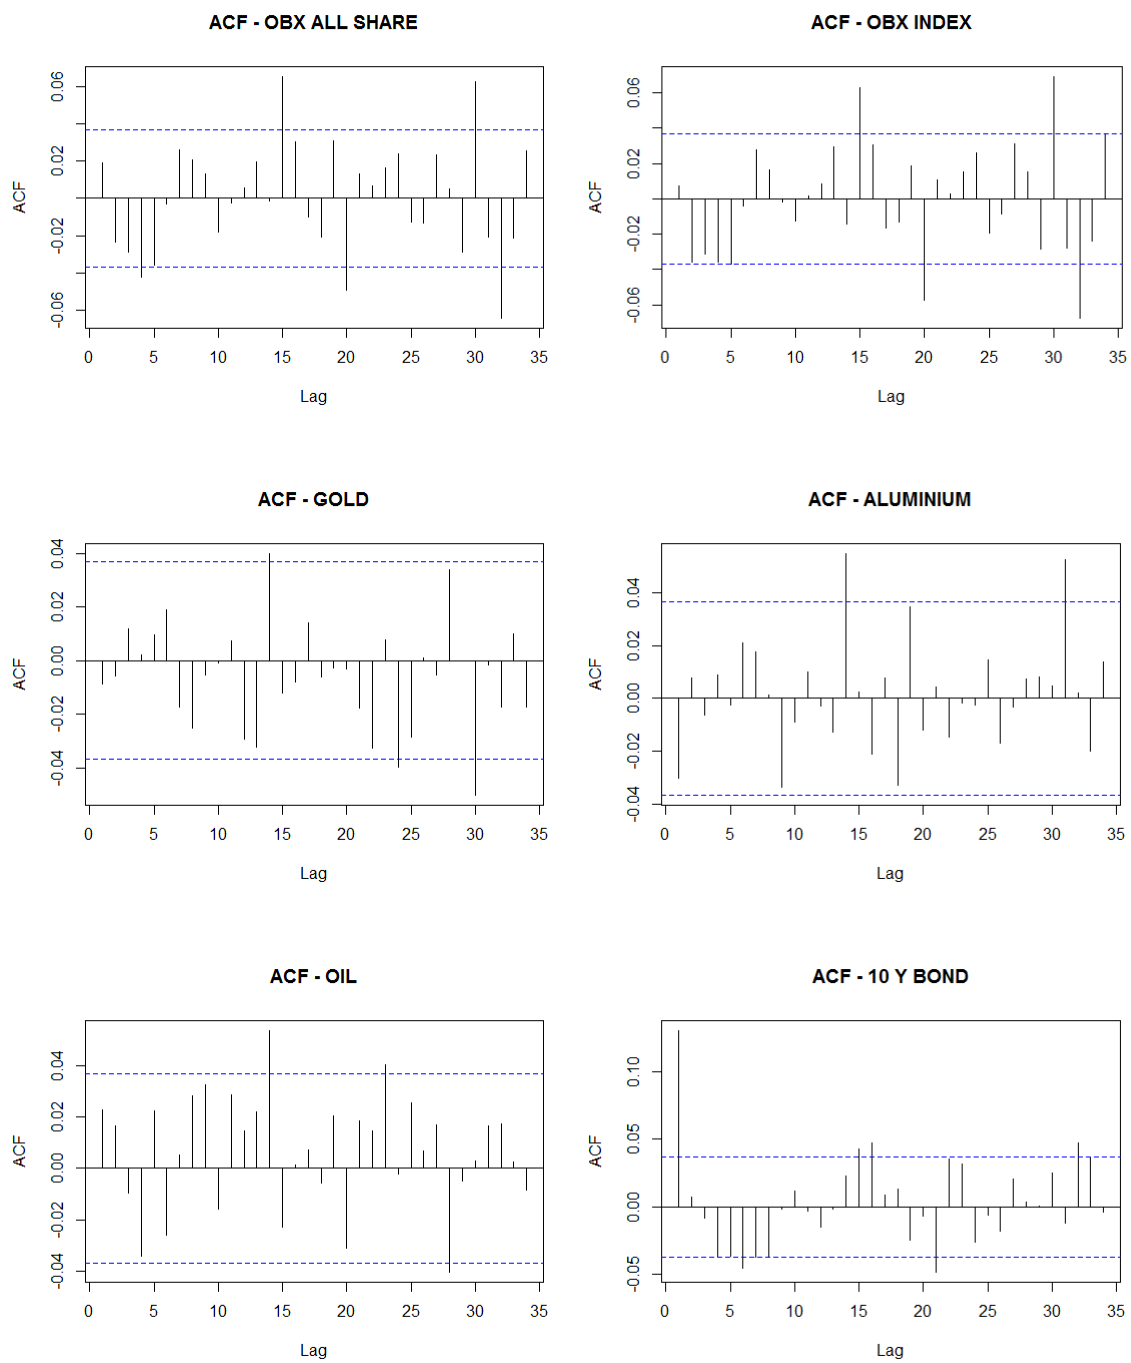 ACF - OBX ALL SHARE
ACF
0.06
0.02
-0.02
-0.06
0 5 10 15 20 25 30 35
Lag
ACF - OBX INDEX
ACF
0.06
0.02
-0.02
-0.06
0 5 10 15 20 25 30 35
Lag
ACF - GOLD
ACF
0.04
0.02
0.00
-0.02
-0.04
0 5 10 15 20 25 30 35
Lag
ACF - ALUMINIUM
ACF
0.04
0.02
0.00
-0.02
-0.04
0 5 10 15 20 25 30 35
Lag
ACF - OIL
ACF
0.04
0.02
0.00
-0.02
-0.04
0 5 10 15 20 25 30 35
Lag
ACF - 10 Y BOND
ACF
0.10
0.05
0.00
-0.05
0 5 10 15 20 25 30 35
Lag